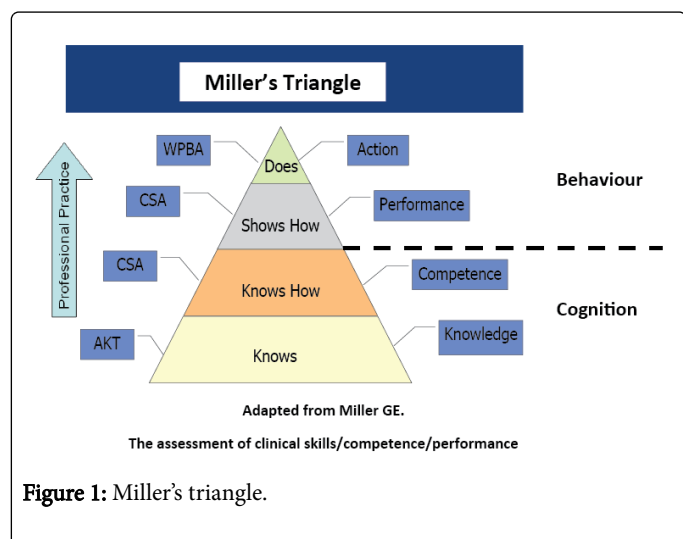 Miller's Triangle
Professional Practice
WPBA
Does
Action
Behaviour
CSA
Shows How
Performance
CSA
Knows How
Competence
Cognition
AKT
Knows
Knowledge
Adapted from Miller GE.
The assessment of clinical skills/competence/performance
Figure 1: Miller's triangle.